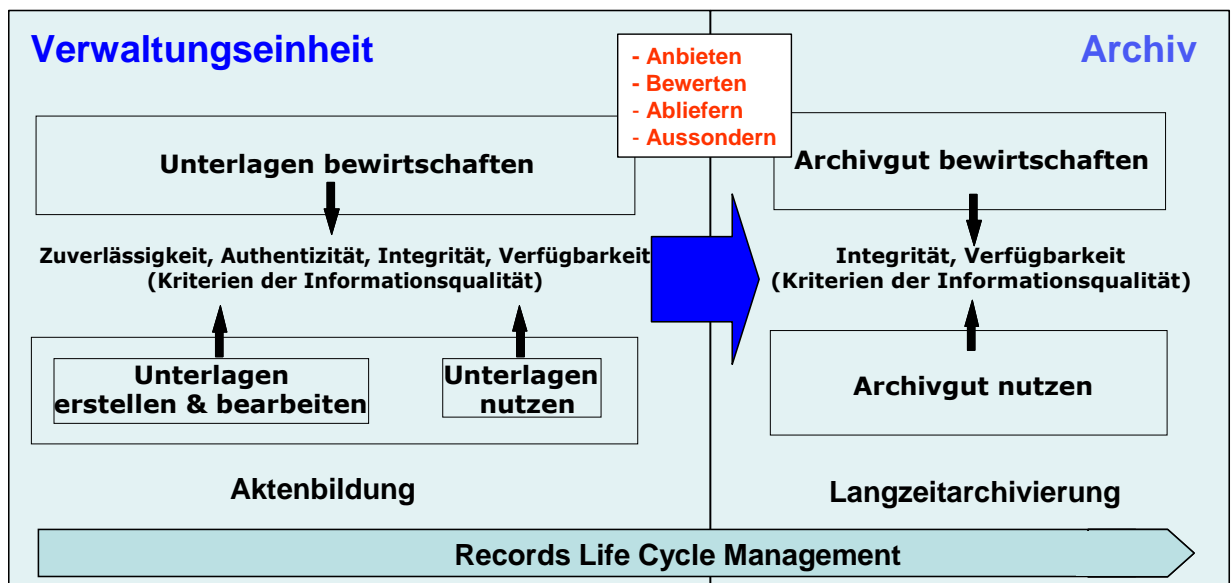 Verwaltungseinheit
- Anbieten
- Bewerten
- Abliefern
- Aussondern
Archiv
Unterlagen bewirtschaften
Archivgut bewirtschaften
Zuverlässigkeit, Authentizität, Integrität, Verfügbarkeit
(Kriterien der Informationsqualität)
Integrität, Verfügbarkeit
(Kriterien der Informationsqualität)
Unterlagen
erstellen & bearbeiten
Unterlagen
nutzen
Archivgut nutzen
Aktenbildung
Langzeitarchivierung
Records Life Cycle Management